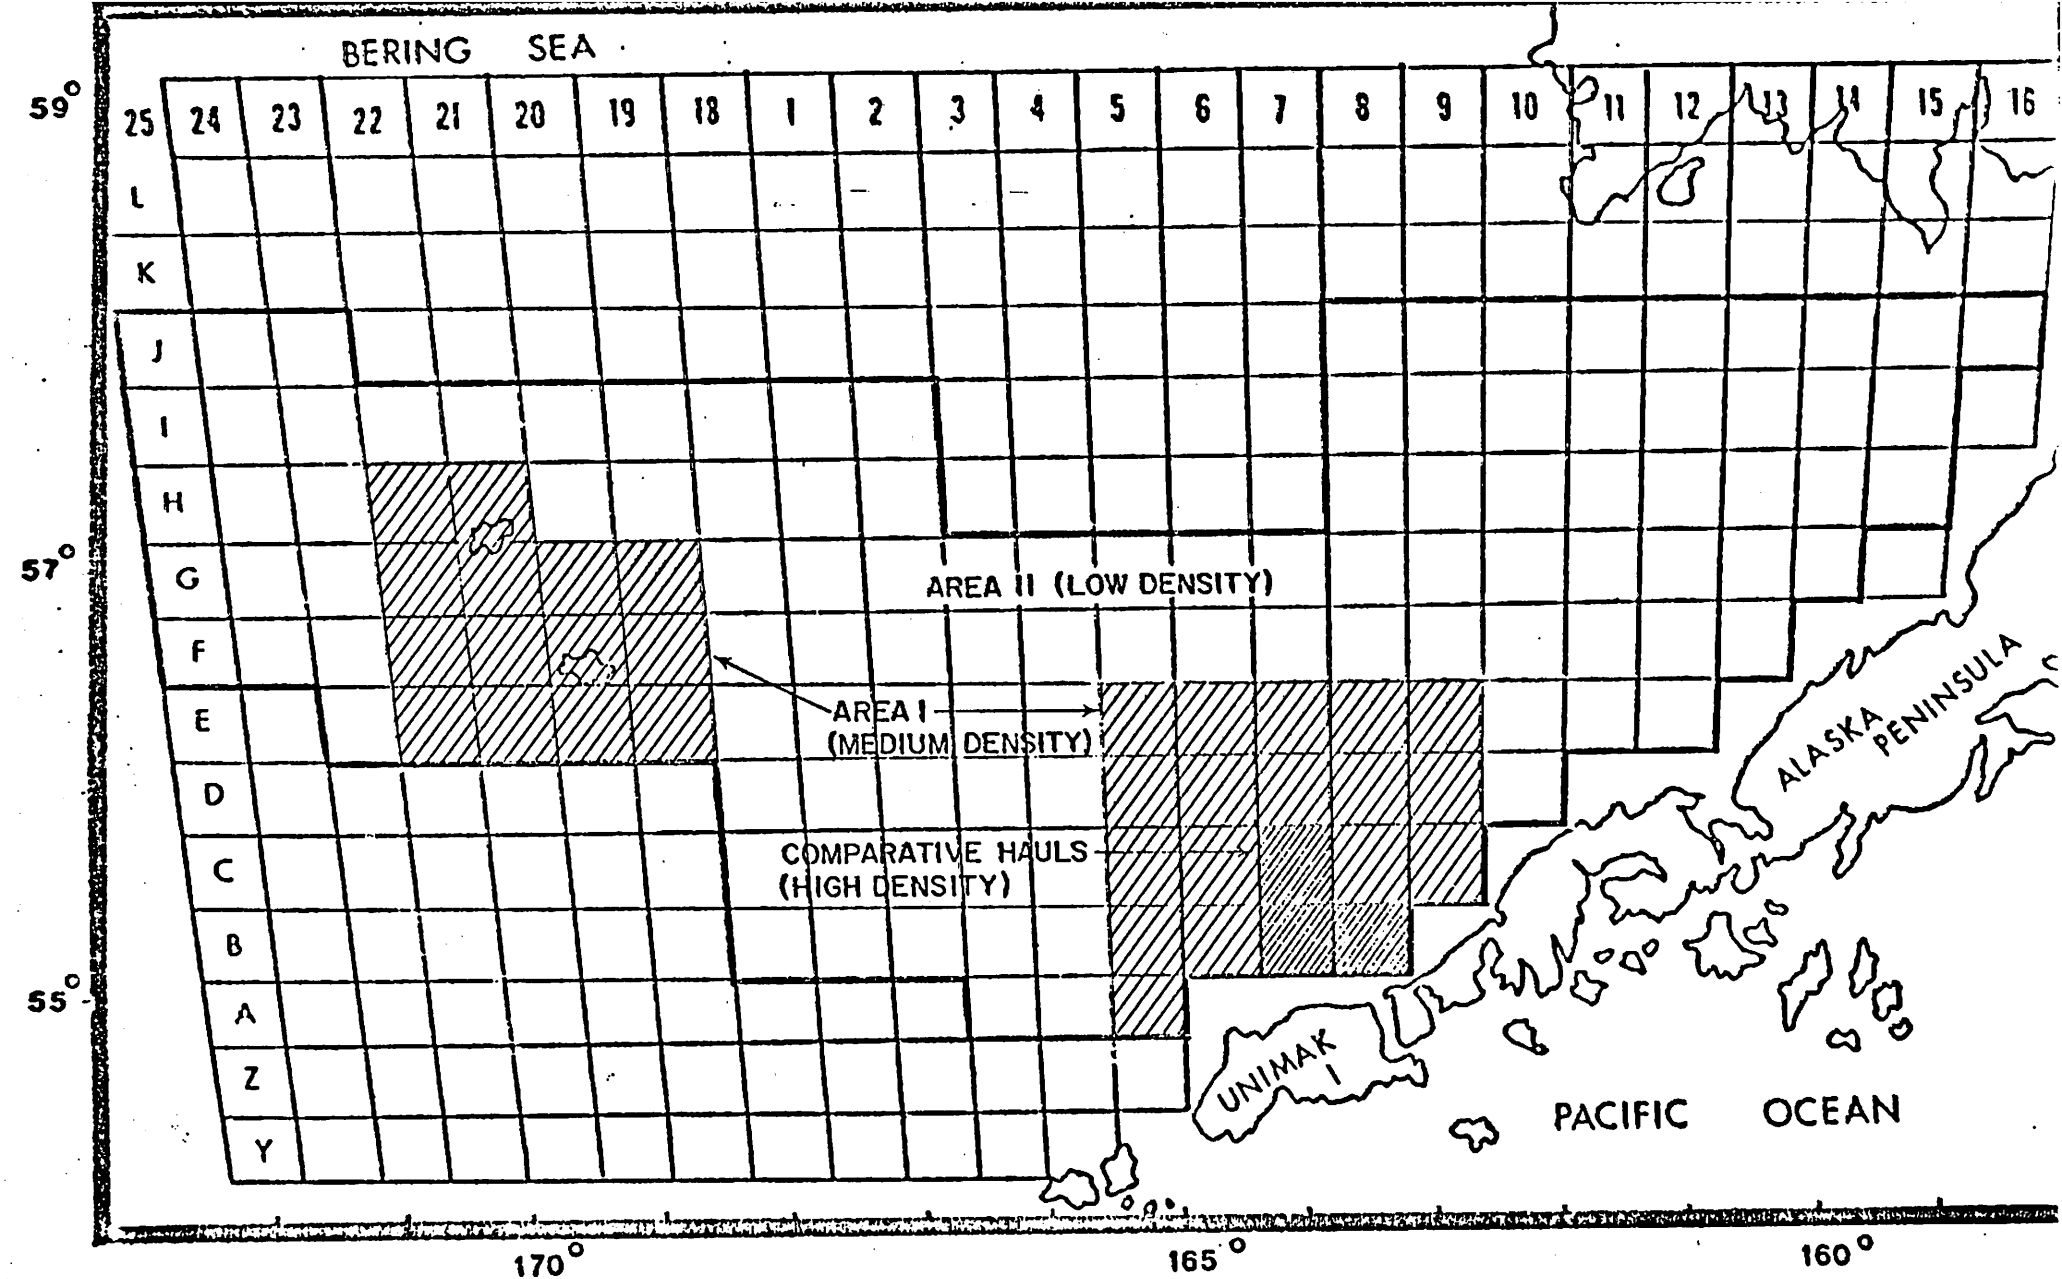 BERING SEA
59°
25 24 23 22 21 20 19 18 1 2 3 4 5 6 7 8 9 10 11 12 13 14 15 16
L
K
J
I
H
57°
G
AREA II (LOW DENSITY)
F
E
AREA I
(MEDIUM DENSITY)
ALASKA
PENINSULA
D
COMPARATIVE HAULS
(HIGH DENSITY)
C
B
55°
A
Z
UNIMAK
I
Y
PACIFIC OCEAN
170° 165° 160°